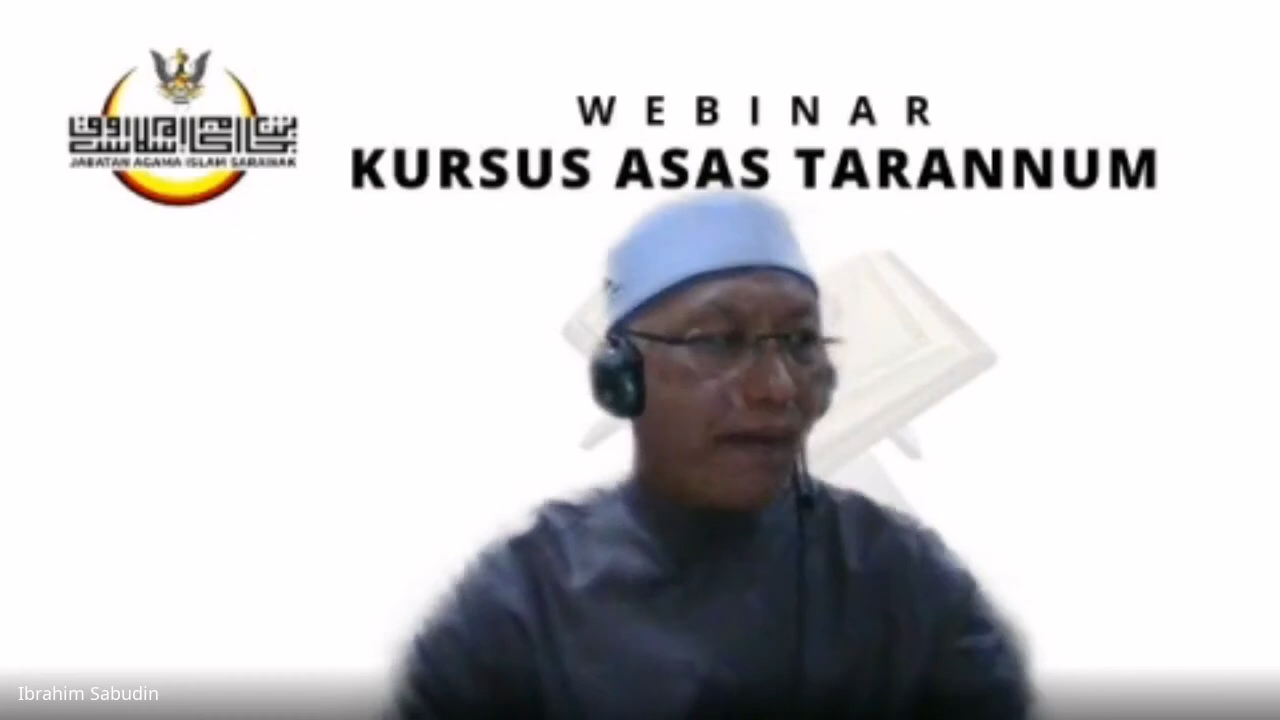 JABATAN AGAMA ISLAM SARAWAK
WEBINAR
KURSUS ASAS TARANNUM
Ibrahim Sabudin